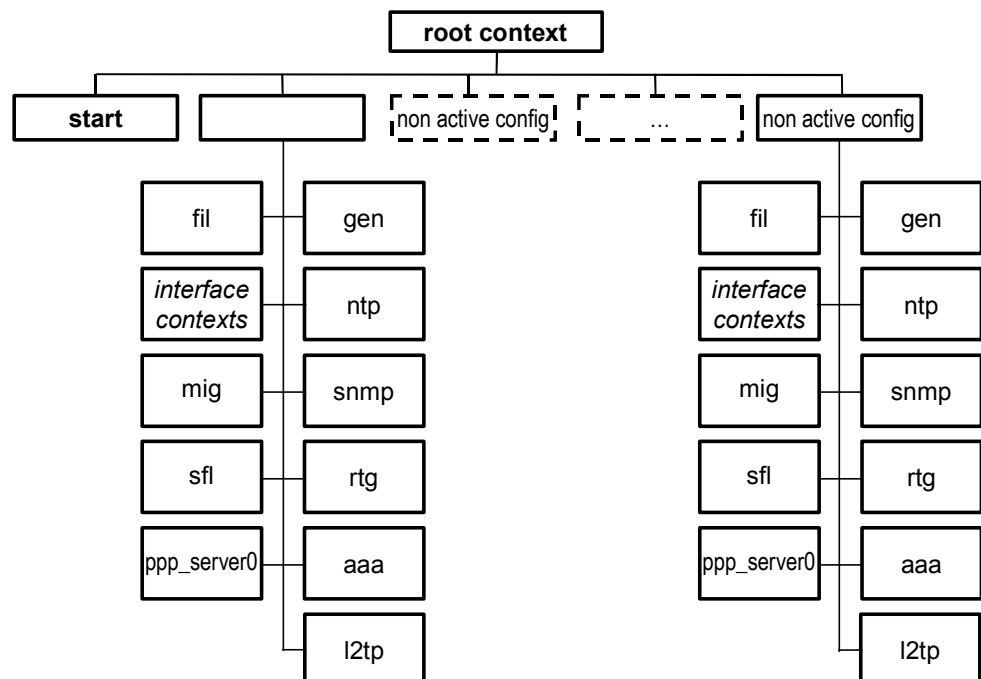 root context
start
non active config
...
non active config
fil
gen
fil
gen
interface
contexts
ntp
interface
contexts
ntp
mig
snmp
mig
snmp
sfl
rtg
sfl
rtg
ppp_server0
aaa
ppp_server0
aaa
l2tp
l2tp